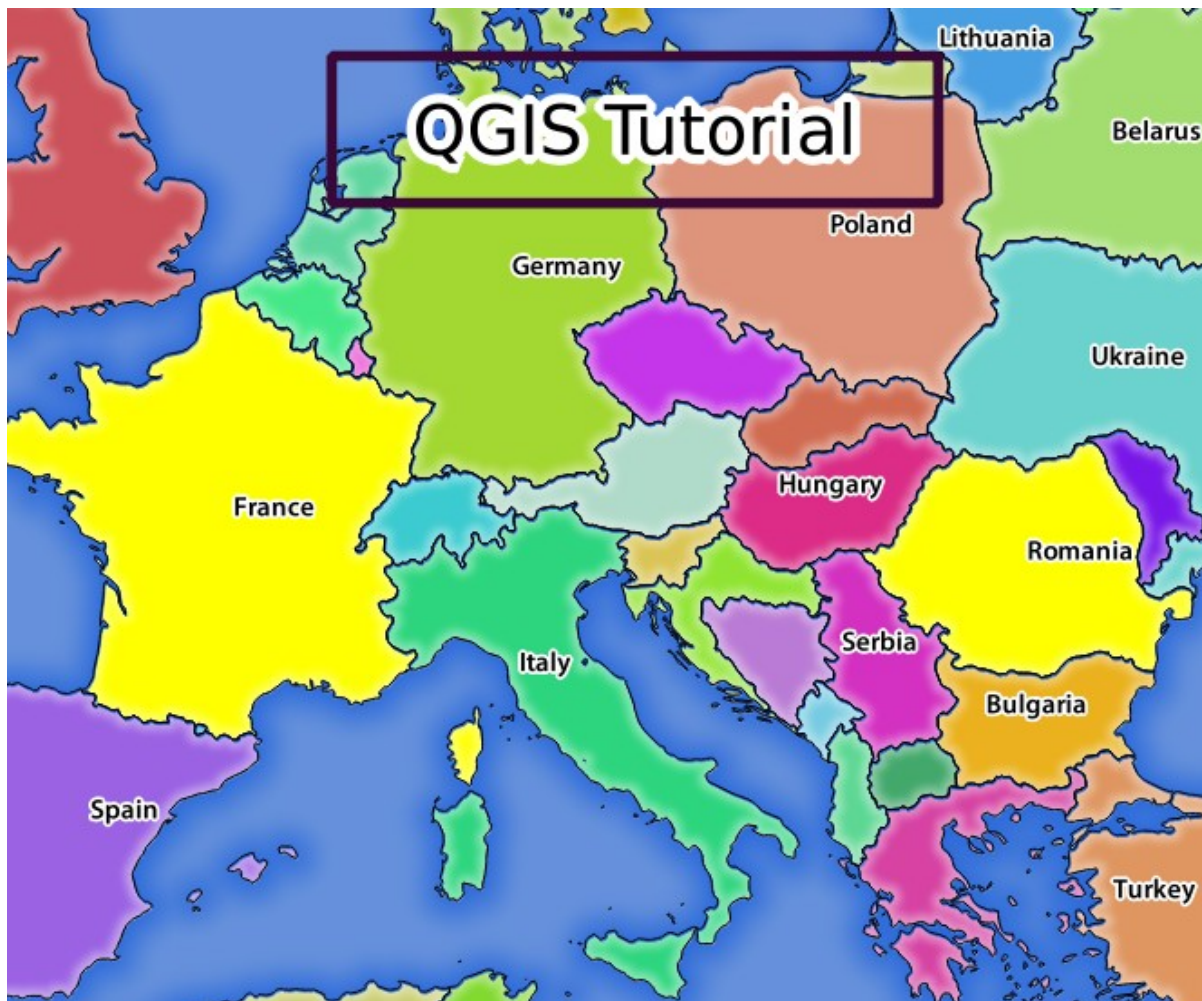 Lithuania
QGIS Tutorial
Belarus
Poland
Germany
Ukraine
Hungary
France
Romania
Serbia
Italy
Bulgaria
Spain
Turkey